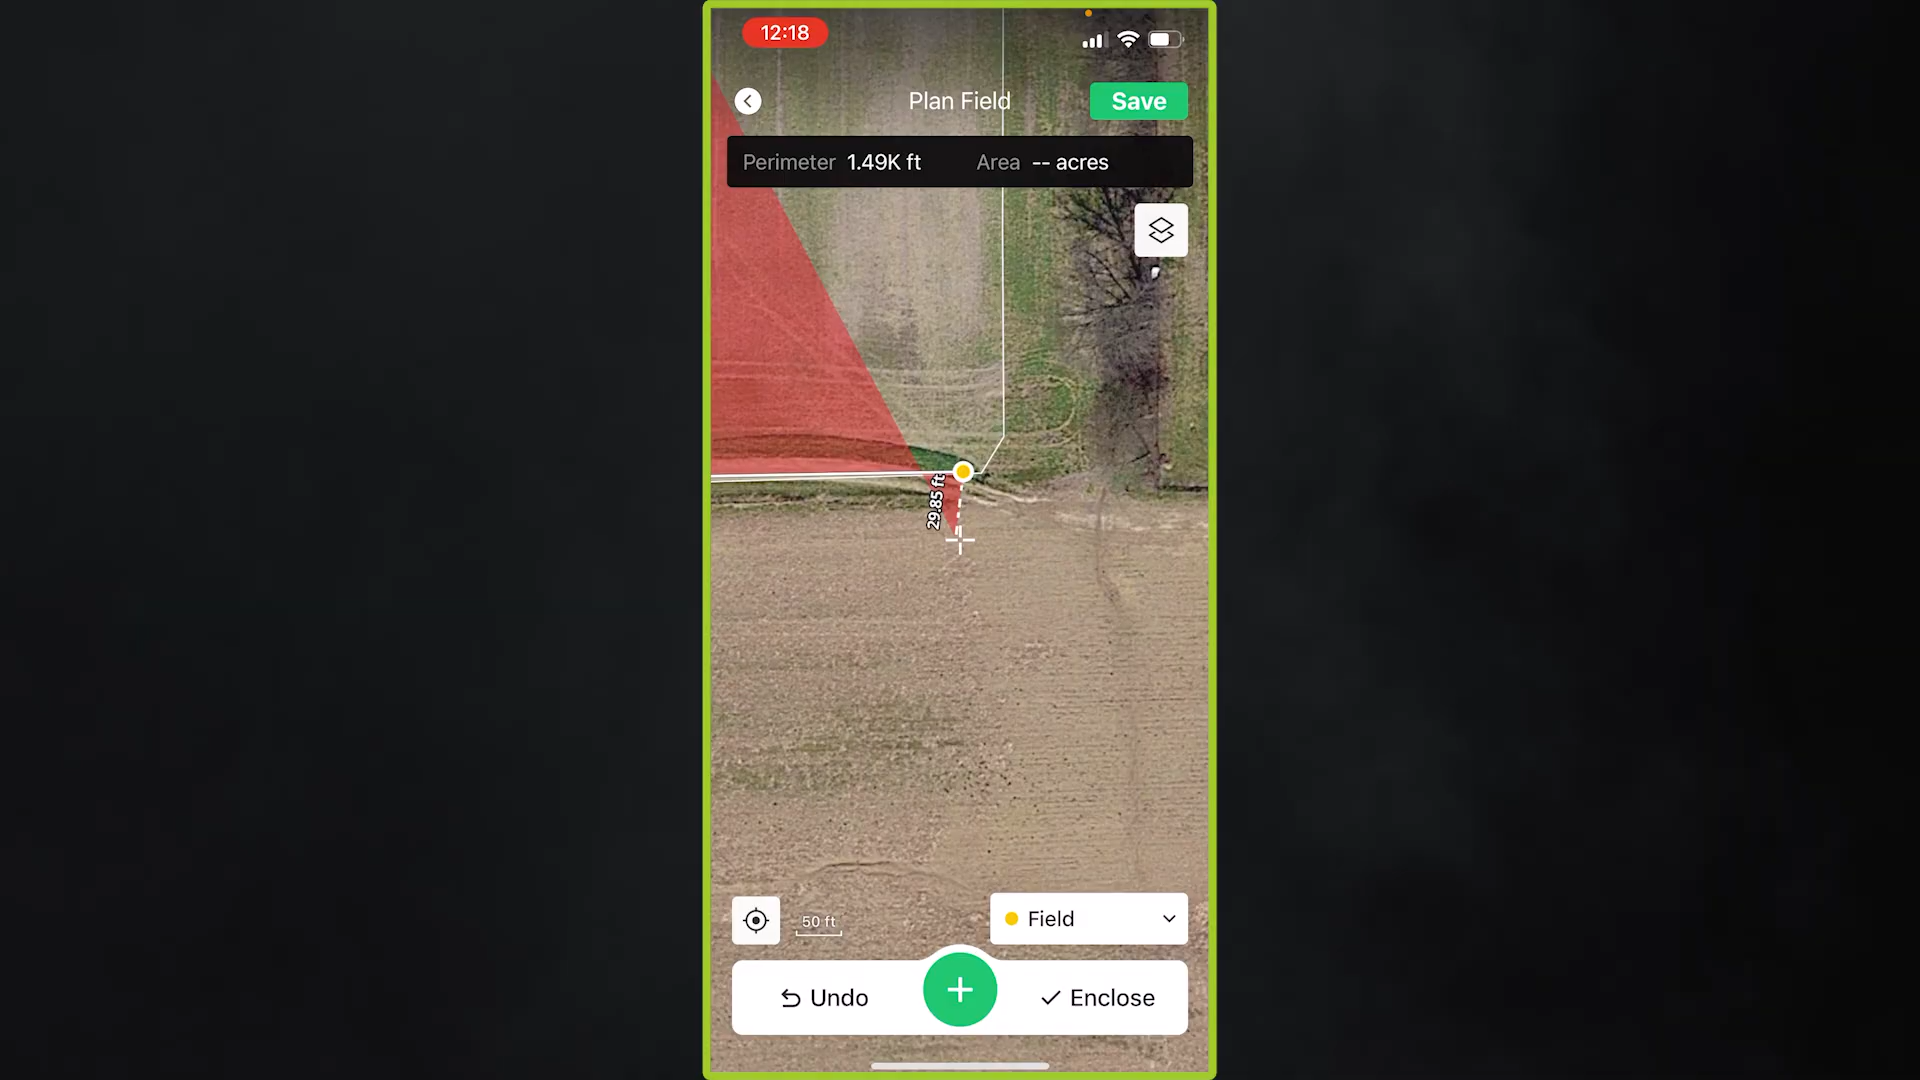 12:18
Plan Field
Save
Perimeter 1.49K ft Area -- acres
29.85 ft
50 ft
Field
Undo
Enclose